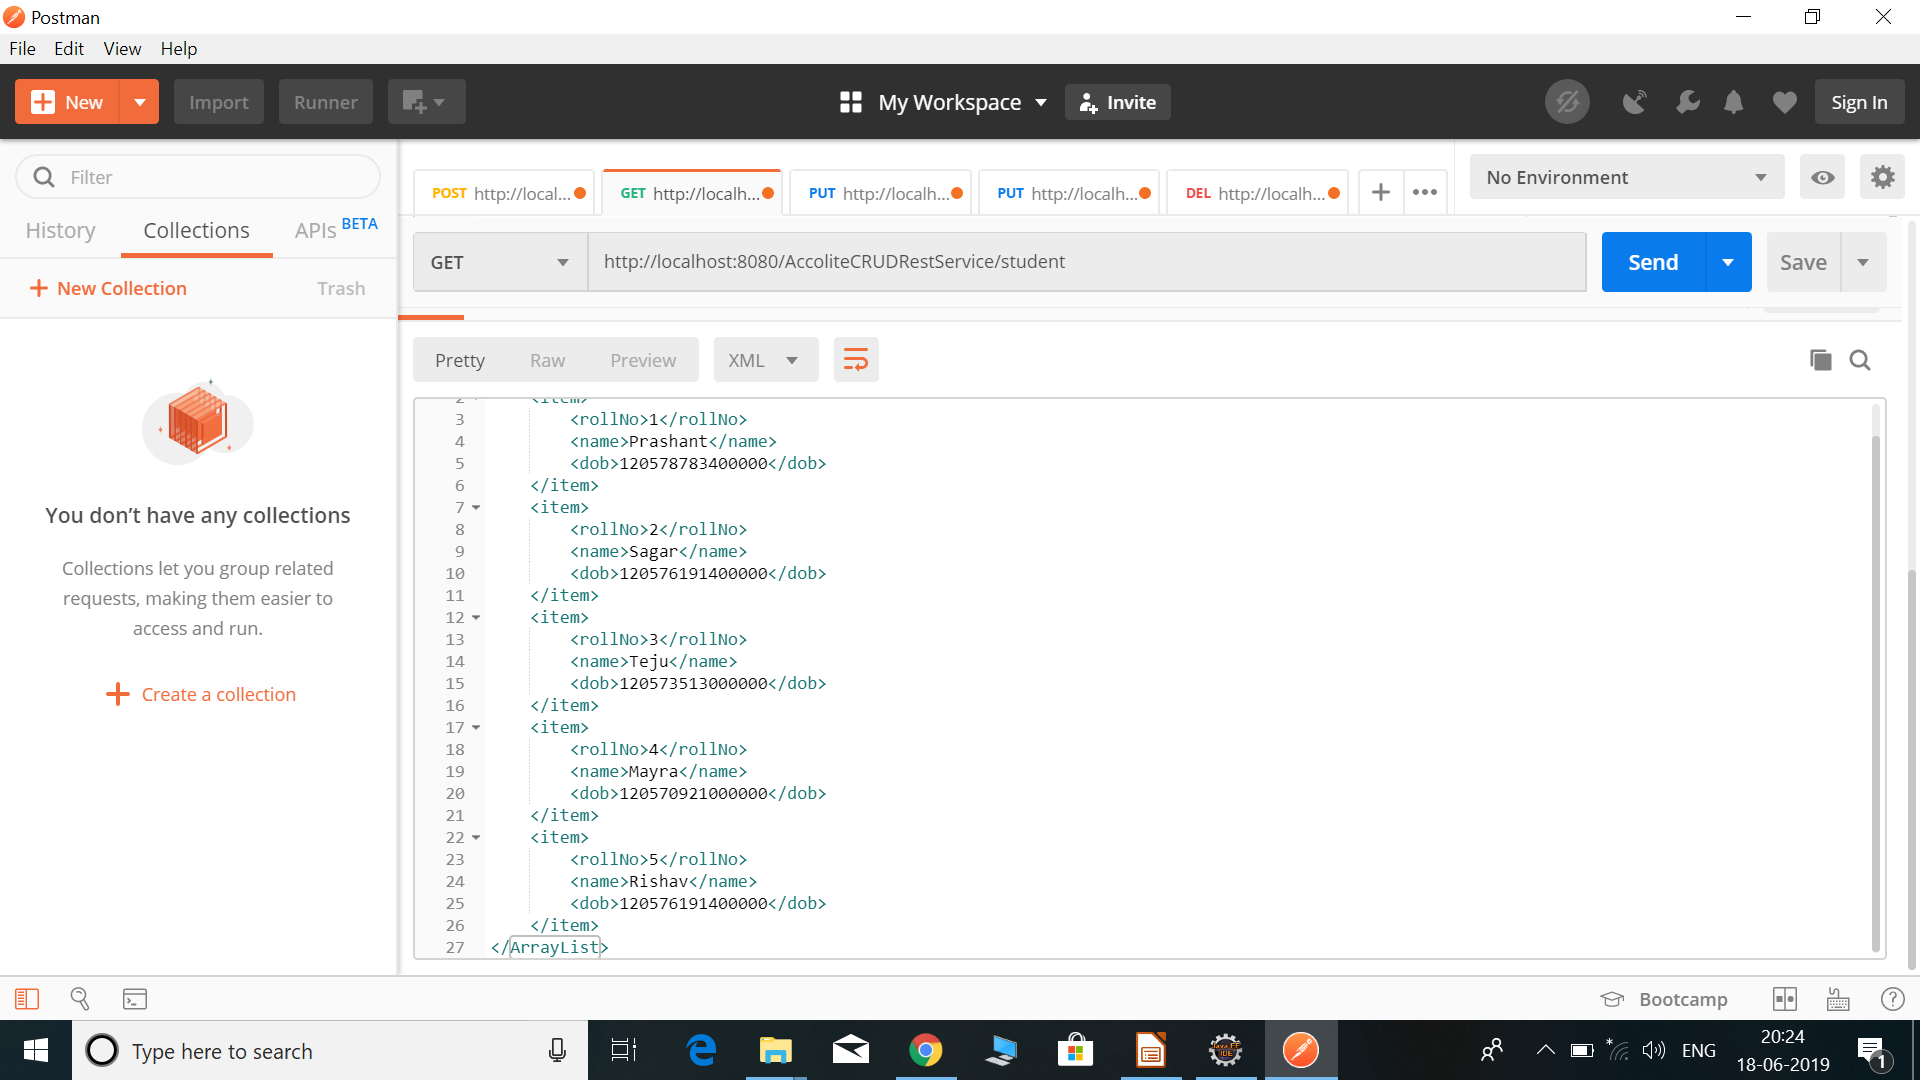 Postman
File Edit View Help
New Import Runner My Workspace Invite Sign In
Filter
History Collections APIs BETA
New Collection Trash
You don’t have any collections
Collections let you group related
requests, making them easier to
access and run.
Create a collection
POST http://local... GET http://localh... PUT http://localh... PUT http://localh... DEL http://localh... No Environment
GET http://localhost:8080/AccoliteCRUDRestService/student Send Save
Pretty Raw Preview XML
2 <item>
3 <rollNo>1</rollNo>
4 <name>Prashant</name>
5 <dob>120578783400000</dob>
6 </item>
7 <item>
8 <rollNo>2</rollNo>
9 <name>Sagar</name>
10 <dob>120576191400000</dob>
11 </item>
12 <item>
13 <rollNo>3</rollNo>
14 <name>Teju</name>
15 <dob>120573513000000</dob>
16 </item>
17 <item>
18 <rollNo>4</rollNo>
19 <name>Mayra</name>
20 <dob>120570921000000</dob>
21 </item>
22 <item>
23 <rollNo>5</rollNo>
24 <name>Rishav</name>
25 <dob>120576191400000</dob>
26 </item>
27 </ArrayList>
Bootcamp
Type here to search
Java EE
IDE
ENG
20:24
18-06-2019
1